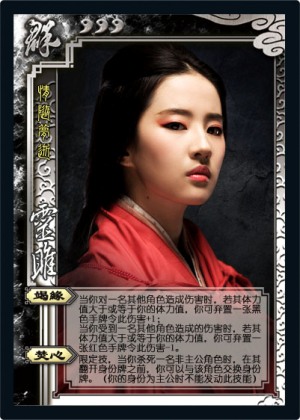 群
情随梦逝
靈雎
竭緣
当你对一名其他角色造成伤害时，若其体力
值大于或等于你的体力值，你可弃置一张黑
色手牌令此伤害+1；
当你受到一名其他角色造成伤害时，若其体
力值大于或等于你的体力值，你可弃置一
张红色手牌令此伤害-1。
焚心
限定技，当你杀死一名非主公角色时，在其
翻开身份牌之前，你可以与该角色交换身份
牌。（你的身份为主公时不能发动此技能）